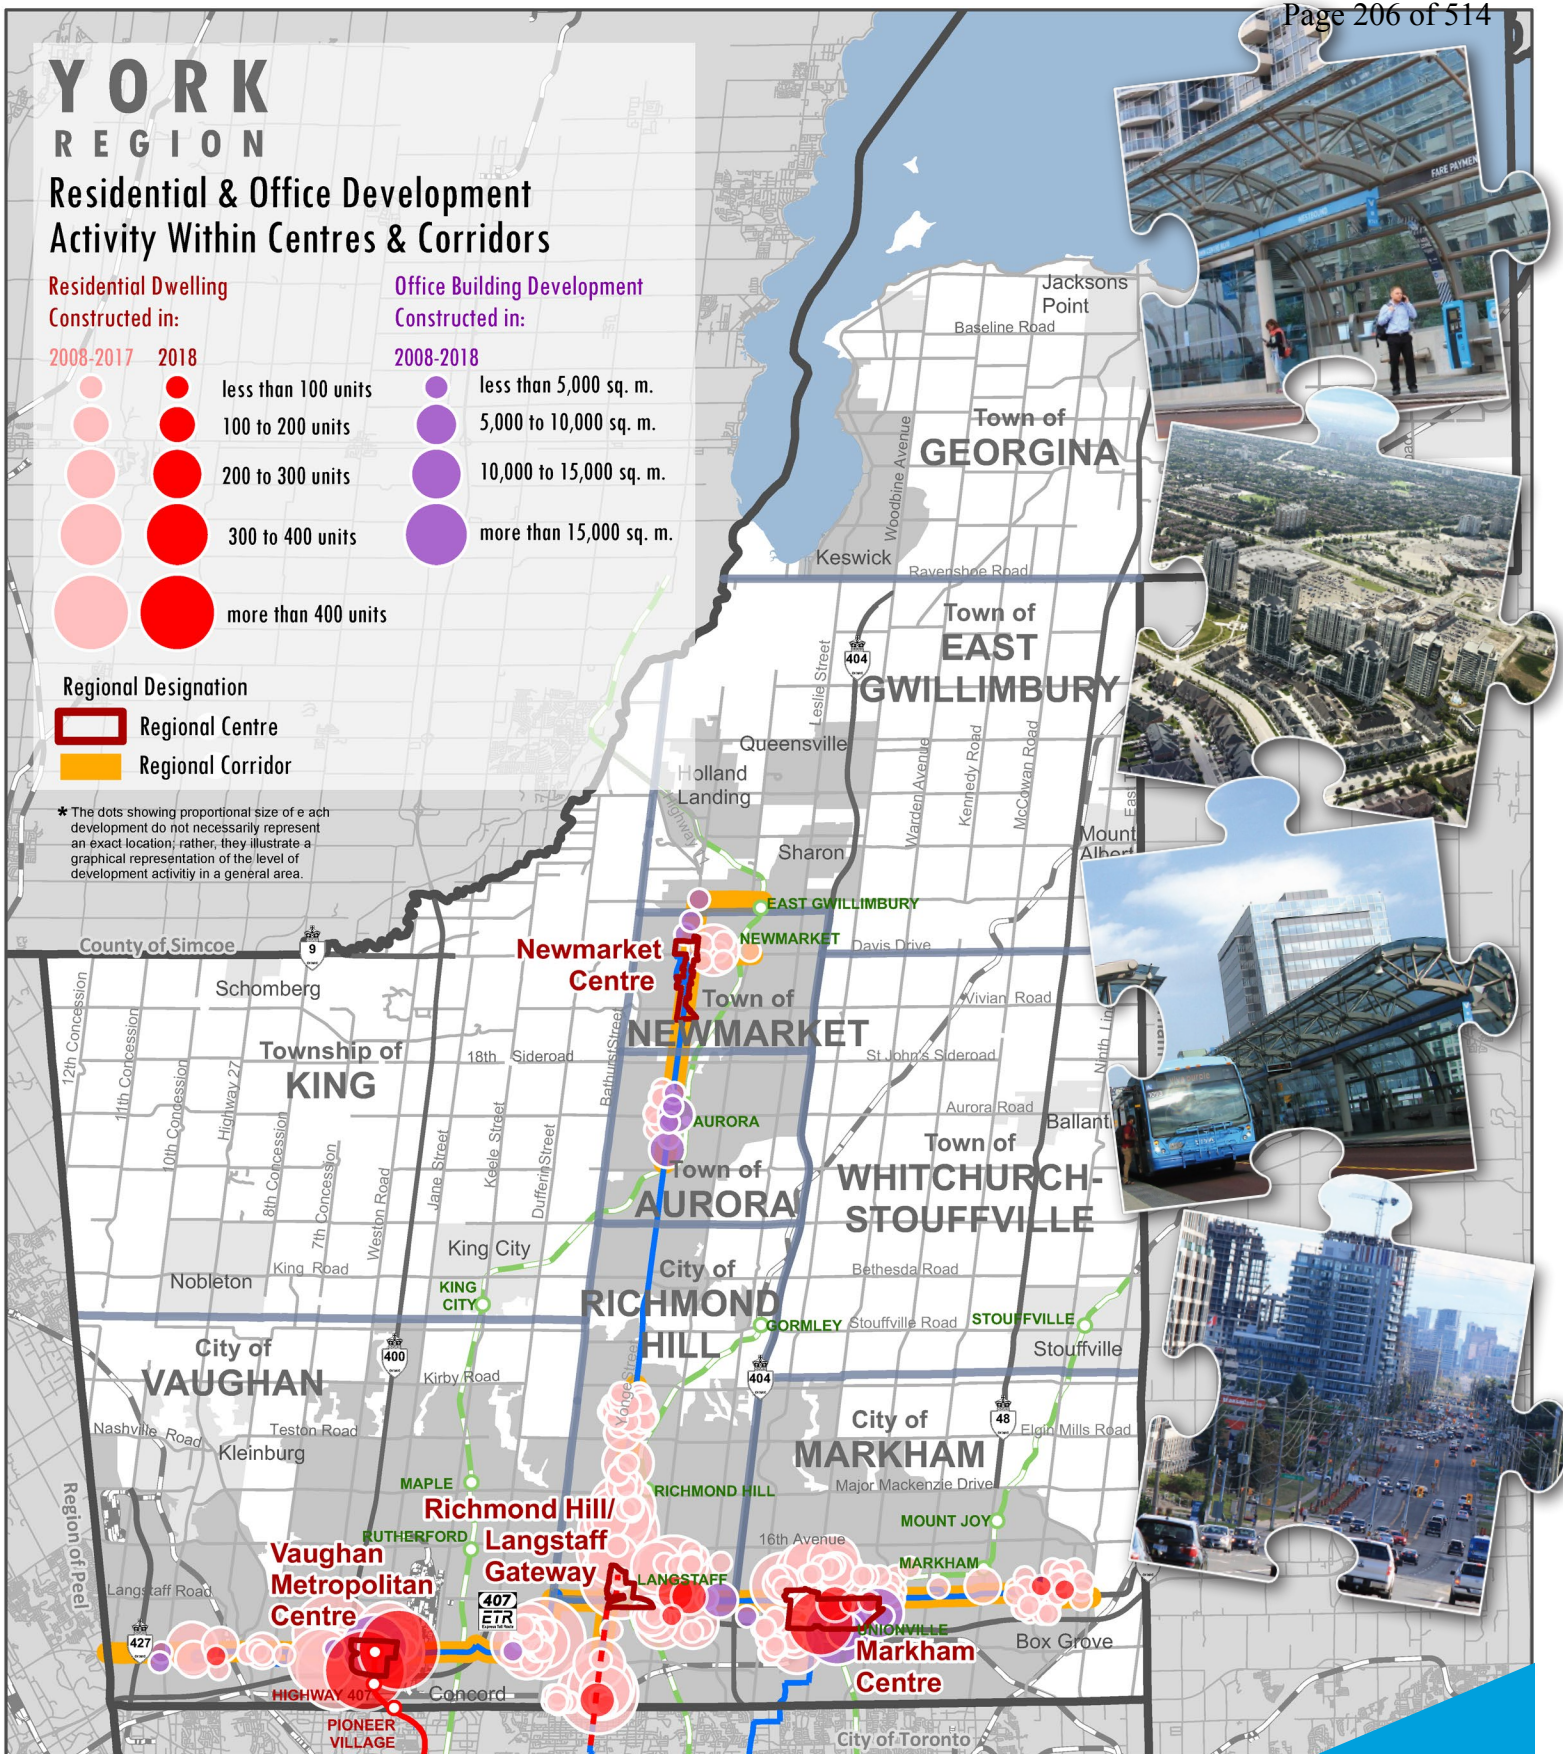 Page 206 of 514
YORK
REGION
Residential & Office Development
Activity Within Centres & Corridors
Residential Dwelling
Constructed in:
2008-2017
2018
less than 100 units
100 to 200 units
200 to 300 units
300 to 400 units
more than 400 units
Office Building Development
Constructed in:
2008-2018
less than 5,000 sq. m.
5,000 to 10,000 sq. m.
10,000 to 15,000 sq. m.
more than 15,000 sq. m.
Regional Designation
Regional Centre
Regional Corridor
* The dots showing proportional size of e ach
development do not necessarily represent
an exact location; rather, they illustrate a
graphical representation of the level of
development activitiy in a general area.
FARE PAYMEN
Jacksons
Point
Baseline Road
Town of
GEORGINA
Woodbine Avenue
Keswick
Ravenshoe Road
Town of
EAST
GWILLIMBURY
404
Leslie Street
Queensville
Holland
Landing
Warden Avenue
Kennedy Road
McCowan Road
East
Mount
Albert
Highway
Sharon
EAST GWILLIMBURY
NEWMARKET
Davis Drive
Newmarket
Centre
County of Simcoe
9
Schomberg
Town of
NEWMARKET
Vivian Road
12th Concession
11th Concession
10th Concession
Highway 27
8th Concession
7th Concession
Weston Road
Jane Street
Keele Street
Dufferin Street
Bathurst Street
Township of
KING
18th Sideroad
St John's Sideroad
Ninth Lin
Aurora Road
Ballant
AURORA
Town of
AURORA
Town of
WHITCHURCH-
STOUFFVILLE
King City
King Road
Nobleton
KING
CITY
City of
RICHMOND
HILL
Bethesda Road
GORMLEY
Stouffville Road
STOUFFVILLE
Stouffville
City of
VAUGHAN
400
Kirby Road
404
Yonge Street
City of
MARKHAM
48
Elgin Mills Road
Nashville Road
Teston Road
Kleinburg
MAPLE
RICHMOND HILL
Major Mackenzie Drive
Region of Peel
Richmond Hill/
Langstaff
Gateway
RUTHERFORD
MOUNT JOY
16th Avenue
MARKHAM
Vaughan
Metropolitan
Centre
Langstaff Road
LANGSTAFF
407
ETR
Express Toll Route
427
UNIONVILLE
Markham
Centre
Box Grove
HIGHWAY 407
Concord
PIONEER
VILLAGE
City of Toronto